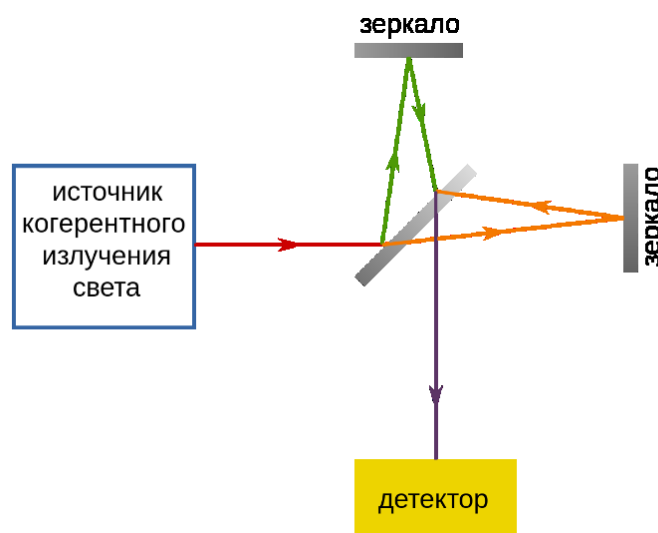 зеркало
источник
когерентного
излучения
света
зеркало
детектор